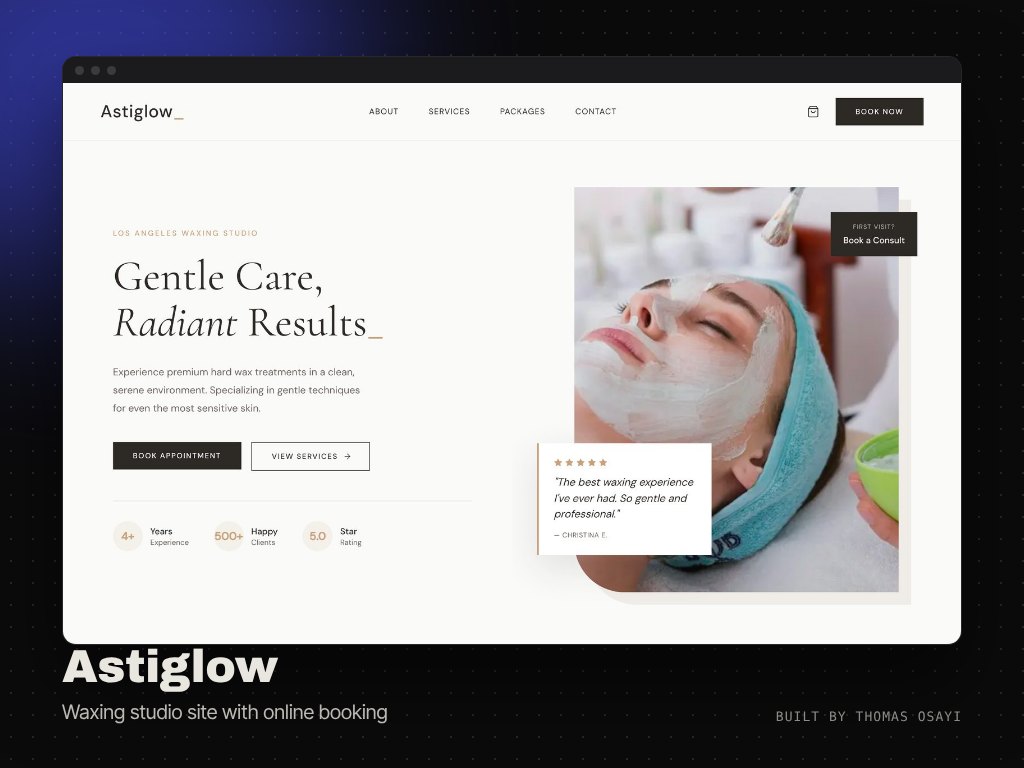 Astiglow_
ABOUT SERVICES PACKAGES CONTACT
BOOK NOW
LOS ANGELES WAXING STUDIO
Gentle Care,
Radiant Results_
Experience premium hard wax treatments in a clean,
serene environment. Specializing in gentle techniques
for even the most sensitive skin.
BOOK APPOINTMENT
VIEW SERVICES →
4+ Years
Experience
500+ Happy
Clients
5.0 Star
Rating
FIRST VISIT?
Book a Consult
"The best waxing experience
I've ever had. So gentle and
professional."
— CHRISTINA E.
Astiglow
Waxing studio site with online booking
BUILT BY THOMAS OSAYI